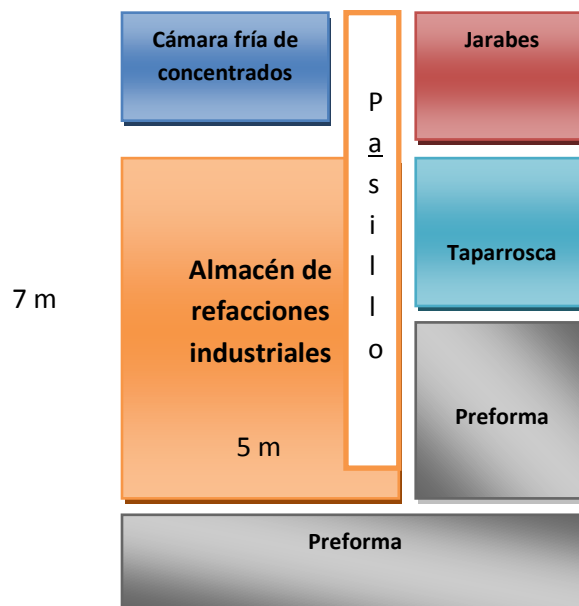 Cámara fría de
concentrados
Jarabes
P
a
s
i
l
l
o
Taparrosca
Almacén de
refacciones
industriales
7 m
5 m
Preforma
Preforma